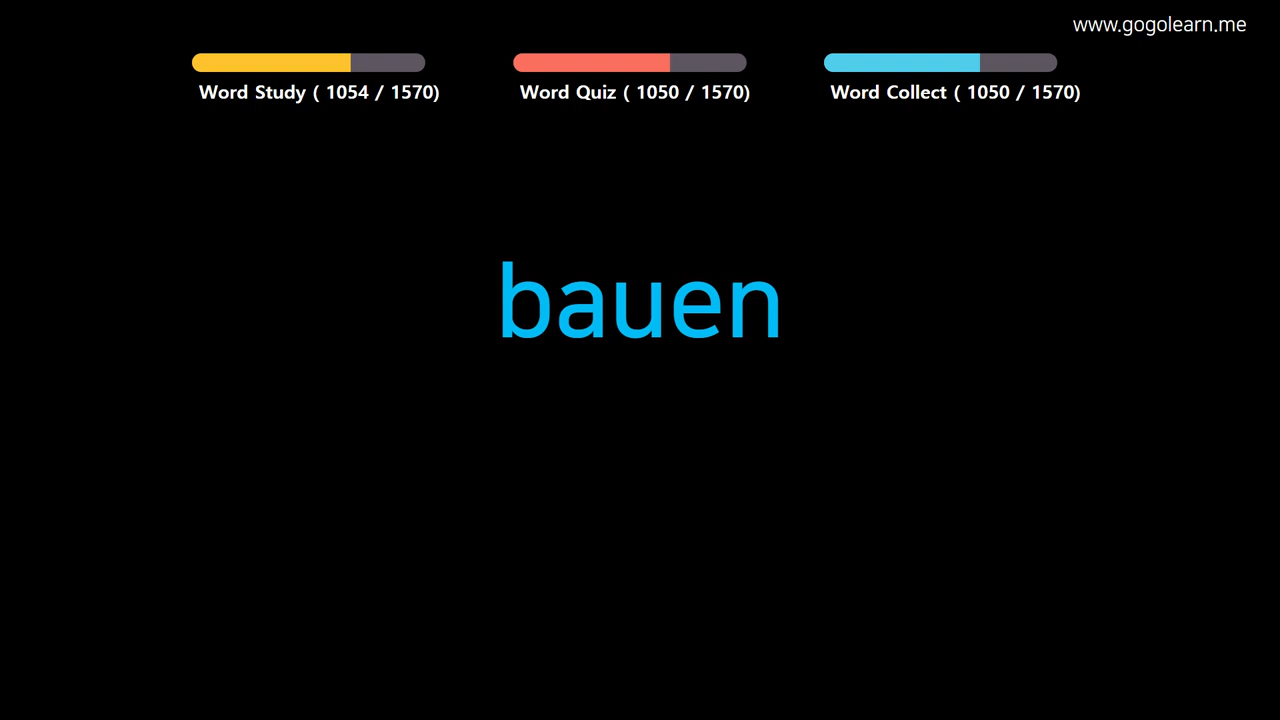 www.gogolearn.me
Word Study ( 1054 / 1570)
Word Quiz ( 1050 / 1570)
Word Collect ( 1050 / 1570)
bauen